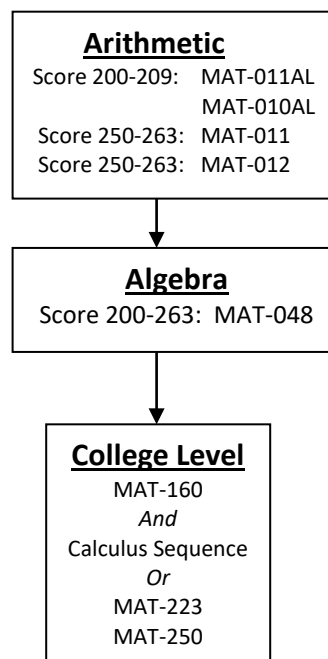 Arithmetic
Score 200-209: MAT-011AL
MAT-010AL
Score 250-263: MAT-011
Score 250-263: MAT-012
Algebra
Score 200-263: MAT-048
College Level
MAT-160
And
Calculus Sequence
Or
MAT-223
MAT-250